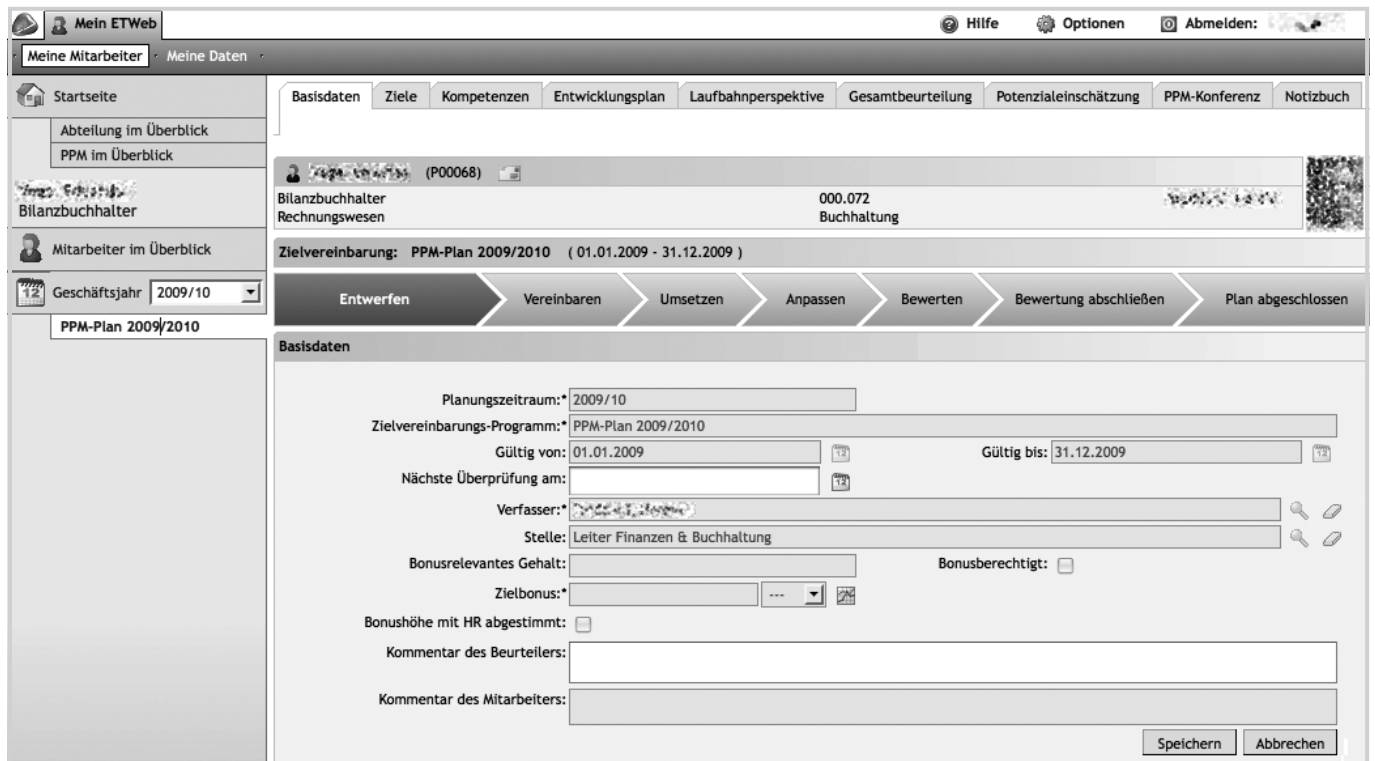 Mein ETWeb
Hilfe Optionen Abmelden:
Meine Mitarbeiter Meine Daten
Startseite
Abteilung im Überblick
PPM im Überblick
Bilanzbuchhalter
Mitarbeiter im Überblick
12 Geschäftsjahr 2009/10
PPM-Plan 2009/2010
Basisdaten Ziele Kompetenzen Entwicklungsplan Laufbahnperspektive Gesamtbeurteilung Potenzialeinschätzung PPM-Konferenz Notizbuch
(P00068)
Bilanzbuchhalter 000.072
Rechnungswesen Buchhaltung
Zielvereinbarung: PPM-Plan 2009/2010 ( 01.01.2009 - 31.12.2009 )
Entwerfen Vereinbaren Umsetzen Anpassen Bewerten Bewertung abschließen Plan abgeschlossen
Basisdaten
Planungszeitraum:* 2009/10
Zielvereinbarungs-Programm:* PPM-Plan 2009/2010
Gültig von: 01.01.2009 12 Gültig bis: 31.12.2009 12
Nächste Überprüfung am: 12
Verfasser:*
Stelle: Leiter Finanzen & Buchhaltung
Bonusrelevantes Gehalt: Bonusberechtigt:
Zielbonus:* ---
Bonushöhe mit HR abgestimmt:
Kommentar des Beurteilers:
Kommentar des Mitarbeiters:
Speichern Abbrechen